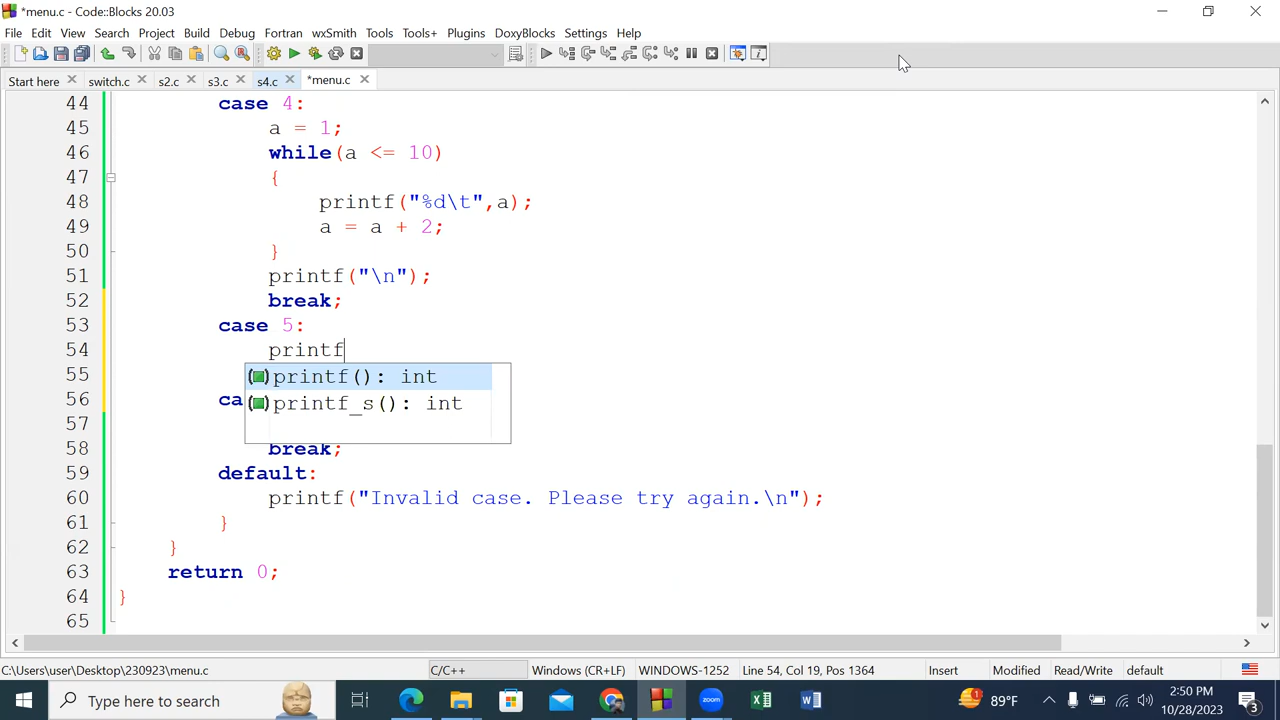 *menu.c - Code::Blocks 20.03
File Edit View Search Project Build Debug Fortran wxSmith Tools Tools+ Plugins DoxyBlocks Settings Help
Start here switch.c s2.c s3.c s4.c *menu.c
44 case 4:
45 a = 1;
46 while(a <= 10)
47 {
48 printf("%d\t",a);
49 a = a + 2;
50 }
51 printf("\n");
52 break;
53 case 5:
54 printf
printf(): int
55
56 ca
printf_s(): int
57
58 break;
59 default:
60 printf("Invalid case. Please try again.\n");
61 }
62 }
63 return 0;
64 }
65
C:\Users\user\Desktop\230923\menu.c C/C++ Windows (CR+LF) WINDOWS-1252 Line 54, Col 19, Pos 1364 Insert Modified Read/Write default
Type here to search
1
89°F
2:50 PM
10/28/2023
3